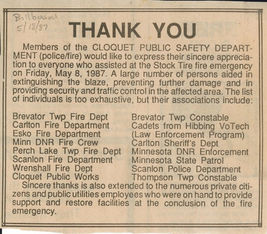 Billboard
5/12/87
THANK YOU
Members of the CLOQUET PUBLIC SAFETY DEPART-
MENT (police/fire) would like to express their sincere apprecia-
tion to everyone who assisted at the Stock Tire fire emergency
on Friday, May 8, 1987. A large number of persons aided in
extinguishing the blaze, preventing further damage and in
providing security and traffic control in the affected area. The list
of individuals is too exhaustive, but their associations include:
Brevator Twp Fire Dept
Carlton Fire Department
Esko Fire Department
Minn DNR Fire Crew
Perch Lake Twp Fire Dept
Scanlon Fire Department
Wrenshall Fire Dept
Cloquet Public Works
Brevator Twp Constable
Cadets from Hibbing VoTech
(Law Enforcement Program)
Carlton Sheriff's Dept
Minnesota DNR Enforcement
Minnesota State Patrol
Scanlon Police Department
Thompson Twp Constable
Sincere thanks is also extended to the numerous private citi-
zens and public utilities employees who were on hand to provide
support and restore facilities at the conclusion of the fire
emergency.